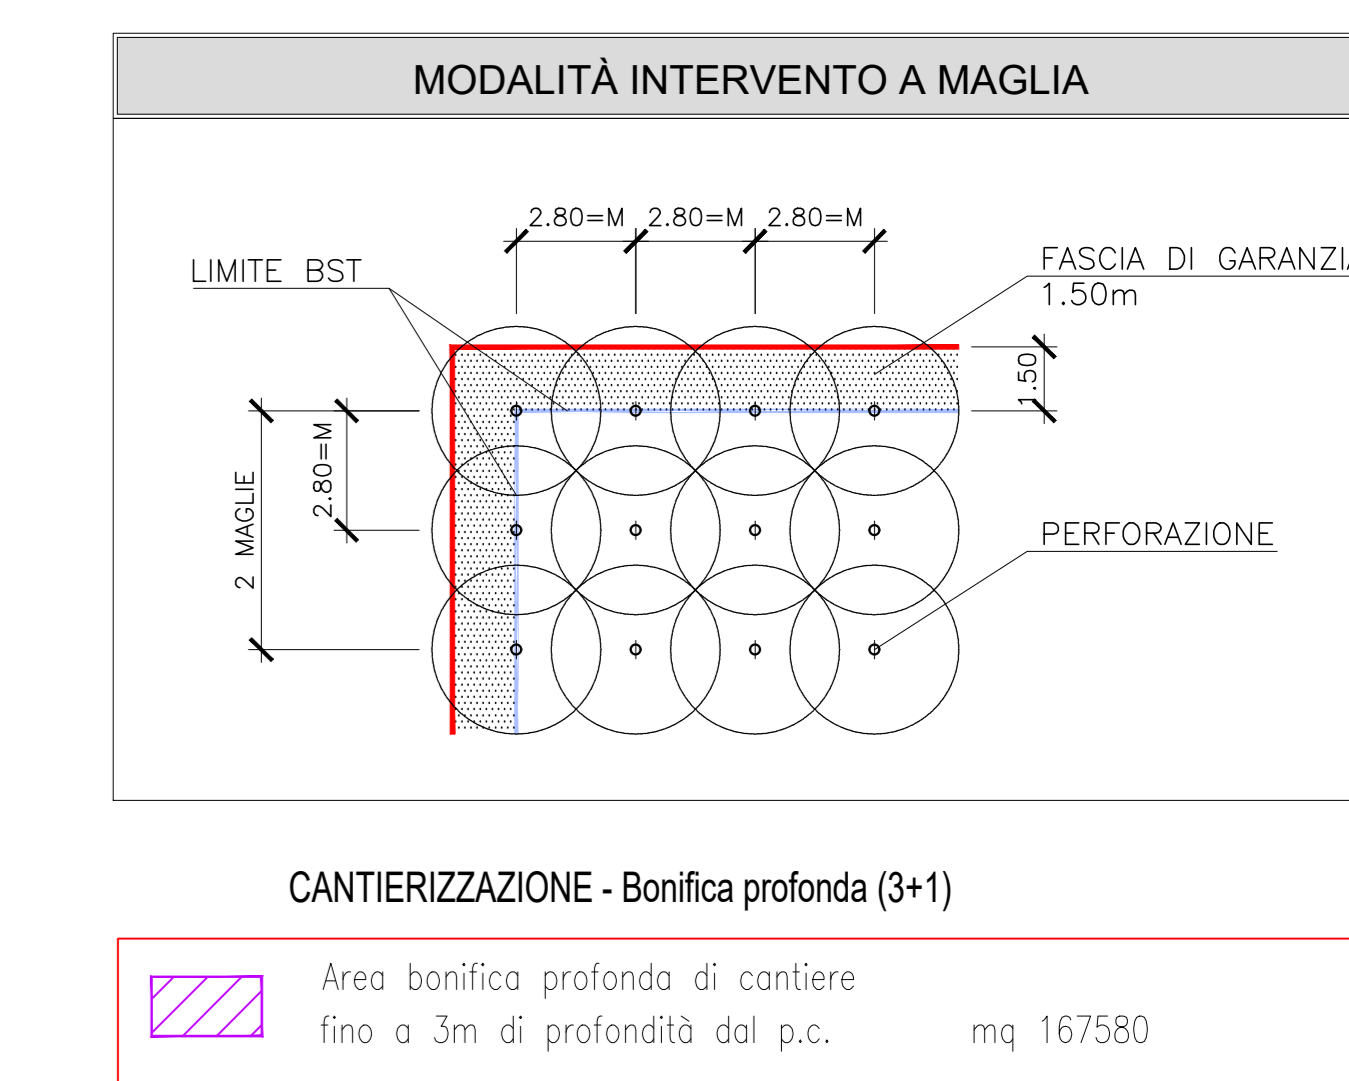 MODALITÀ INTERVENTO A MAGLIA
2.80=M 2.80=M 2.80=M
LIMITE BST
FASCIA DI GARANZIA
1.50m
1.50
2.80=M
2 MAGLIE
PERFORAZIONE
CANTIERIZZAZIONE - Bonifica profonda (3+1)
Area bonifica profonda di cantiere
fino a 3m di profondità dal p.c. mq 167580